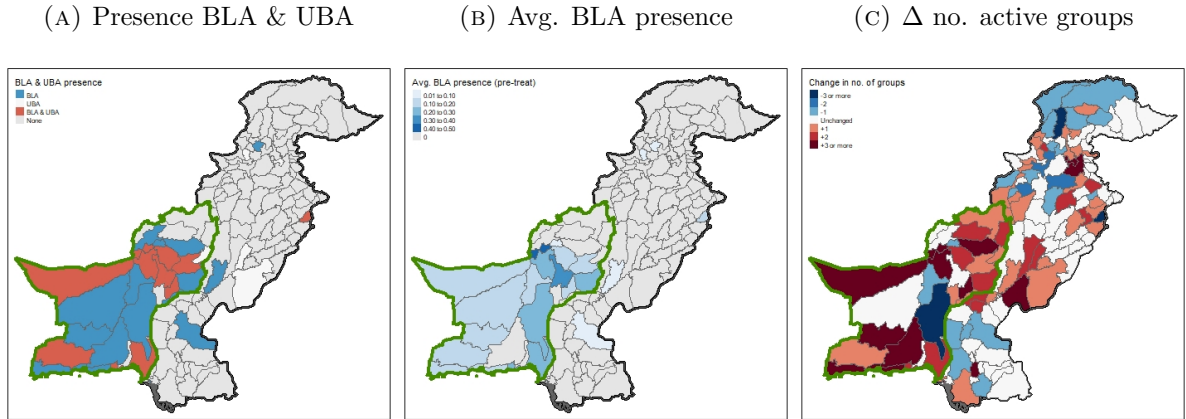 (A) Presence BLA & UBA
(B) Avg. BLA presence
(C) Δ no. active groups
BLA & UBA presence
BLA
UBA
BLA & UBA
None
Avg. BLA presence (pre-treat)
0.01 to 0.10
0.10 to 0.20
0.20 to 0.30
0.30 to 0.40
0.40 to 0.50
0
Change in no. of groups
-3 or more
-2
-1
Unchanged
+1
+2
+3 or more